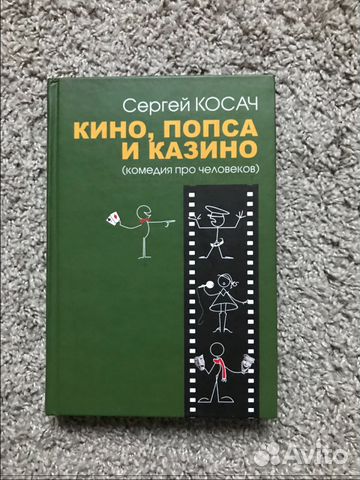 Сергей КОСАЧ
КИНО, ПОПСА
И КАЗИНО
(комедия про человеков)
Avito